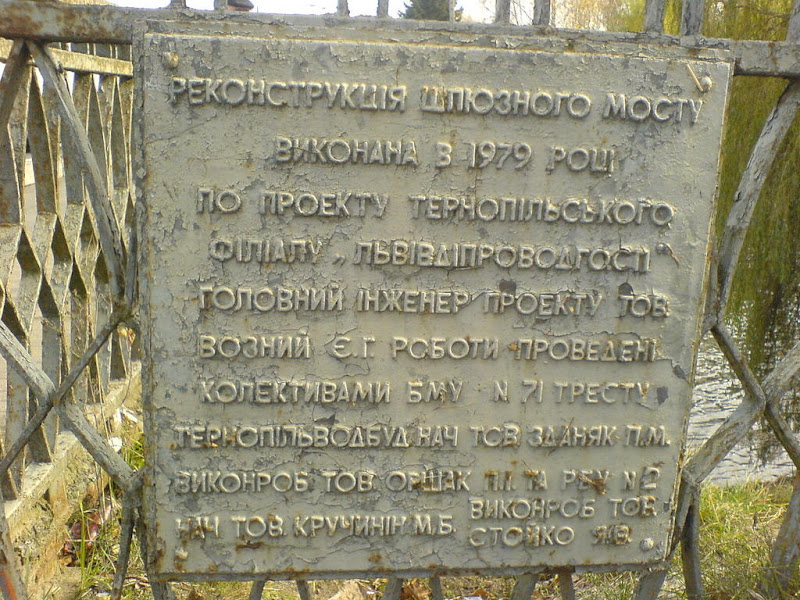 РЕКОНСТРУКЦІЯ ШЛЮЗНОГО МОСТУ
ВИКОНАНА В 1979 РОЦІ
ПО ПРОЕКТУ ТЕРНОПІЛЬСЬКОГО
ФІЛІАЛУ „ЛЬВІВДІПРОВОДГОСПІ"
ГОЛОВНИЙ ІНЖЕНЕР ПРОЕКТУ ТОВ.
ВОЗНИЙ Є.Г. РОБОТИ ПРОВЕДЕНІ
КОЛЕКТИВАМИ БМУ N 71 ТРЕСТУ
ТЕРНОПІЛЬВОДБУД НАЧ ТОВ. ЗДАНЯК П.М.
ВИКОНРОБ ТОВ. ОРЩАК П.І. ТА РБУ N 2
НАЧ ТОВ. КРУЧИНІН М.Б. ВИКОНРОБ ТОВ. СТОЙКО Я.В.